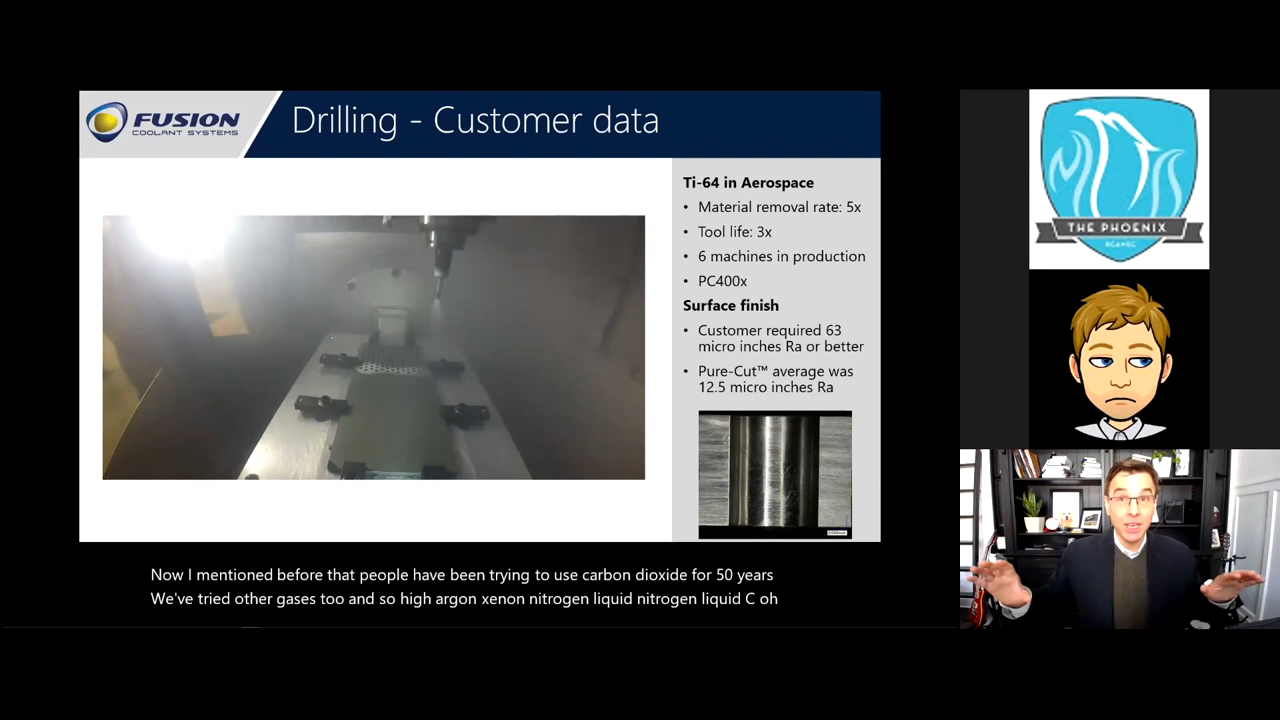 FUSION
COOLANT SYSTEMS
Drilling - Customer data
Ti-64 in Aerospace
• Material removal rate: 5x
• Tool life: 3x
• 6 machines in production
• PC400x
Surface finish
• Customer required 63
micro inches Ra or better
• Pure-Cut™ average was
12.5 micro inches Ra
Now I mentioned before that people have been trying to use carbon dioxide for 50 years
We've tried other gases too and so high argon xenon nitrogen liquid nitrogen liquid C oh
THE PHOENIX